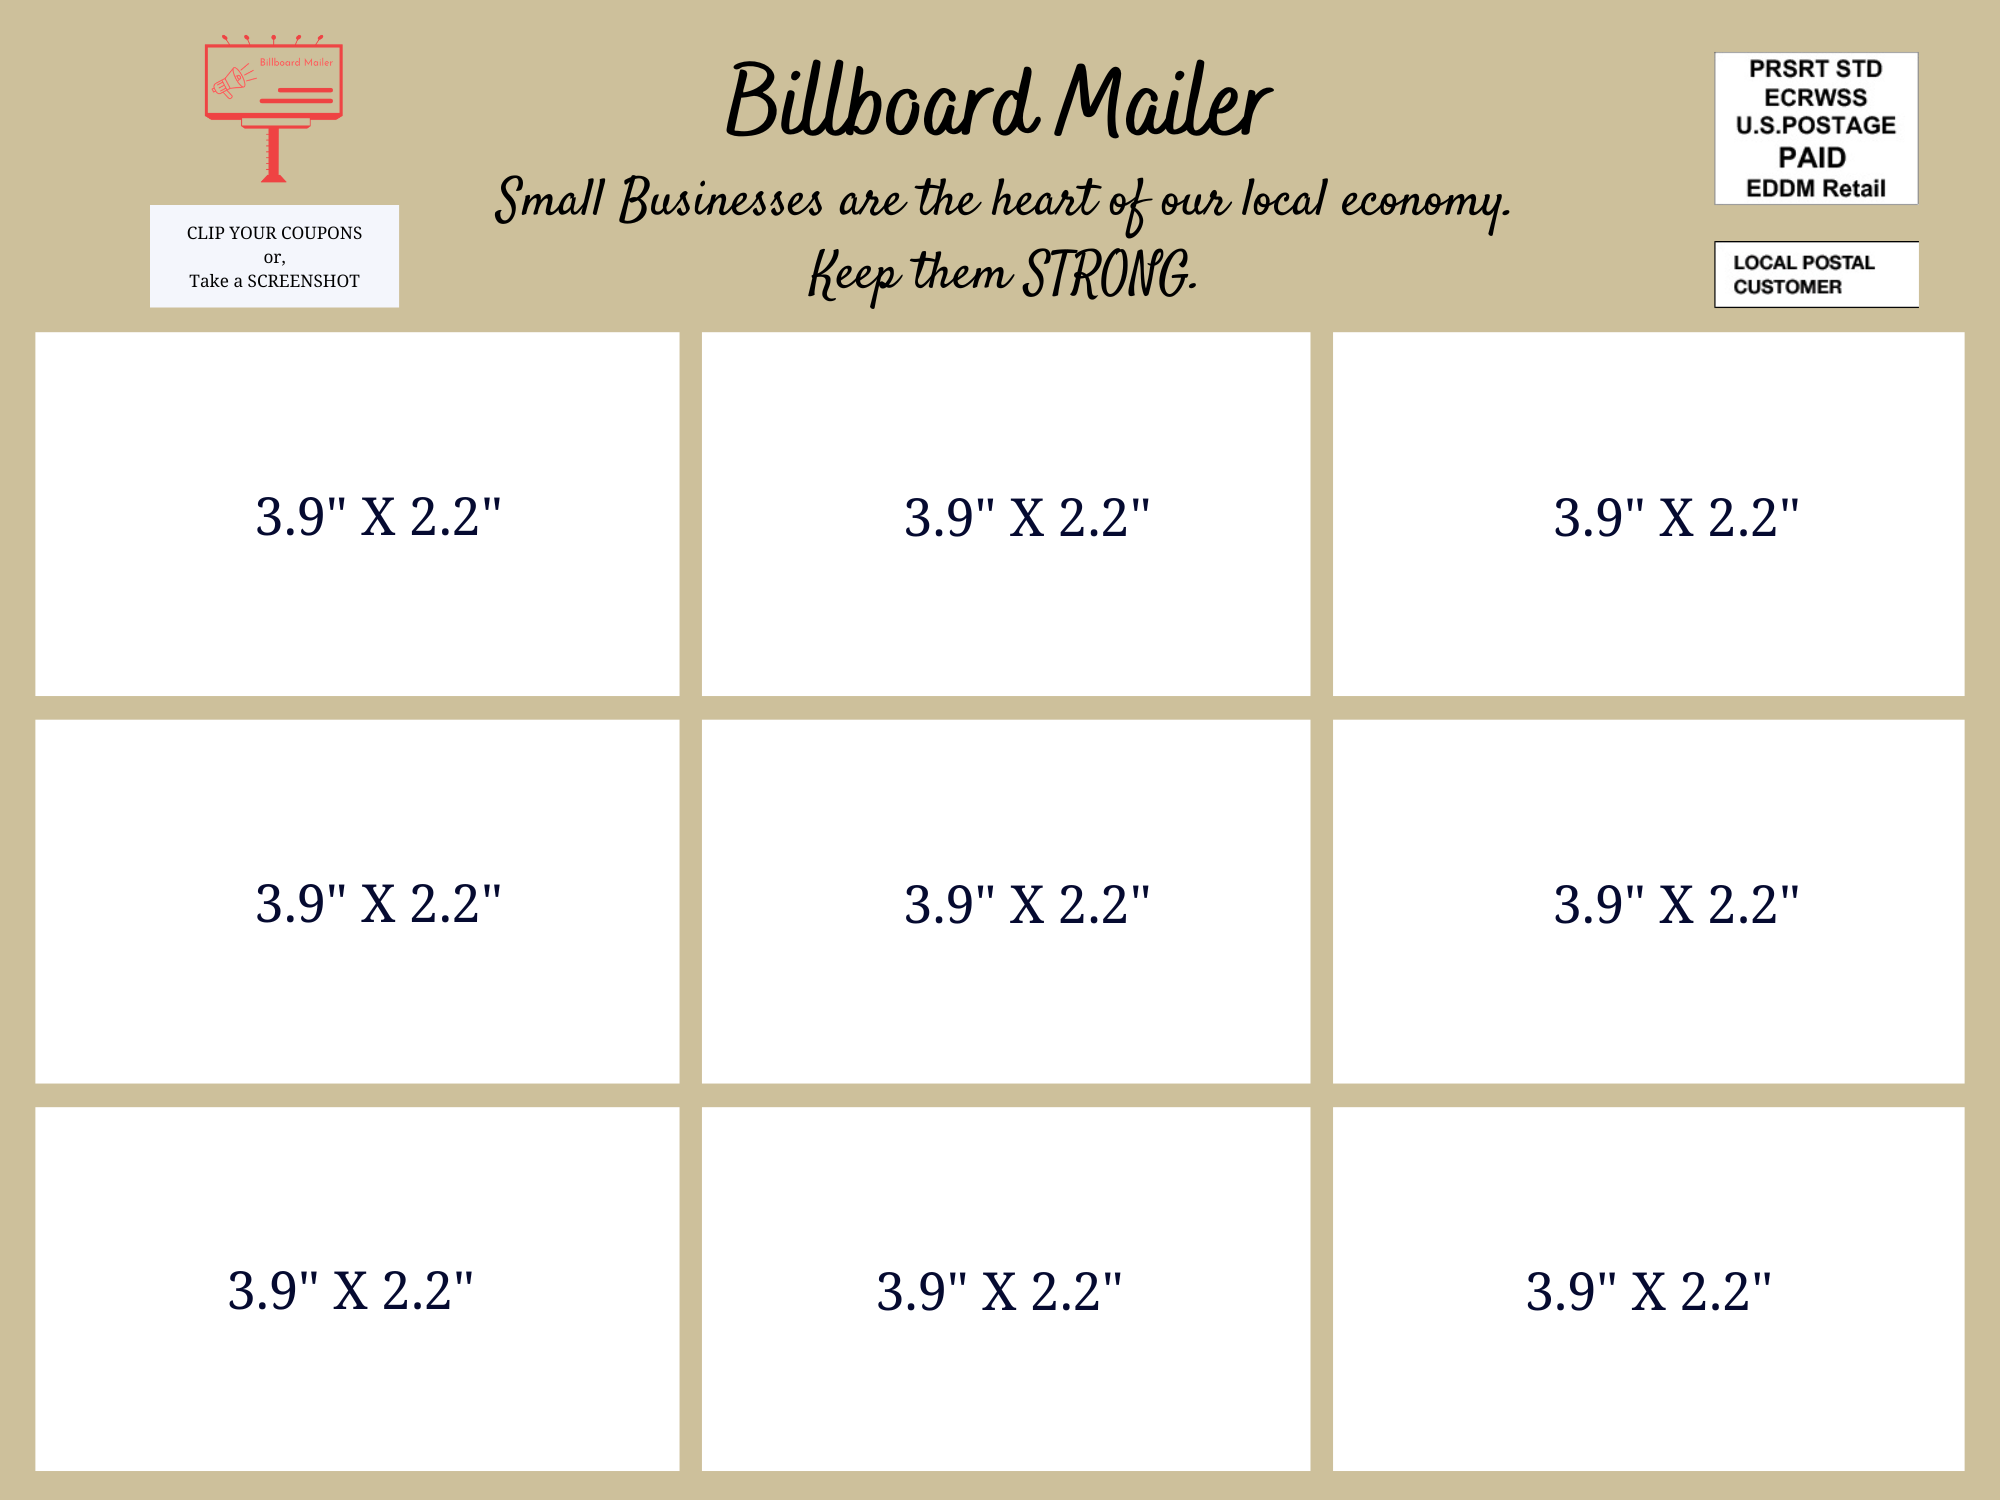 Billboard Mailer
Billboard Mailer
Small Businesses are the heart of our local economy.
Keep them STRONG.
CLIP YOUR COUPONS
or,
Take a SCREENSHOT
PRSRT STD
ECRWSS
U.S.POSTAGE
PAID
EDDM Retail
LOCAL POSTAL
CUSTOMER
3.9" X 2.2"
3.9" X 2.2"
3.9" X 2.2"
3.9" X 2.2"
3.9" X 2.2"
3.9" X 2.2"
3.9" X 2.2"
3.9" X 2.2"
3.9" X 2.2"